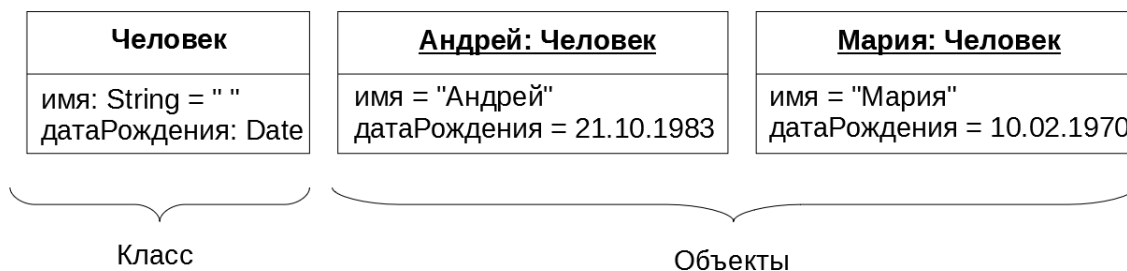 Человек
имя: String = " "
датаРождения: Date
Андрей: Человек
имя = "Андрей"
датаРождения = 21.10.1983
Мария: Человек
имя = "Мария"
датаРождения = 10.02.1970
Класс
Объекты